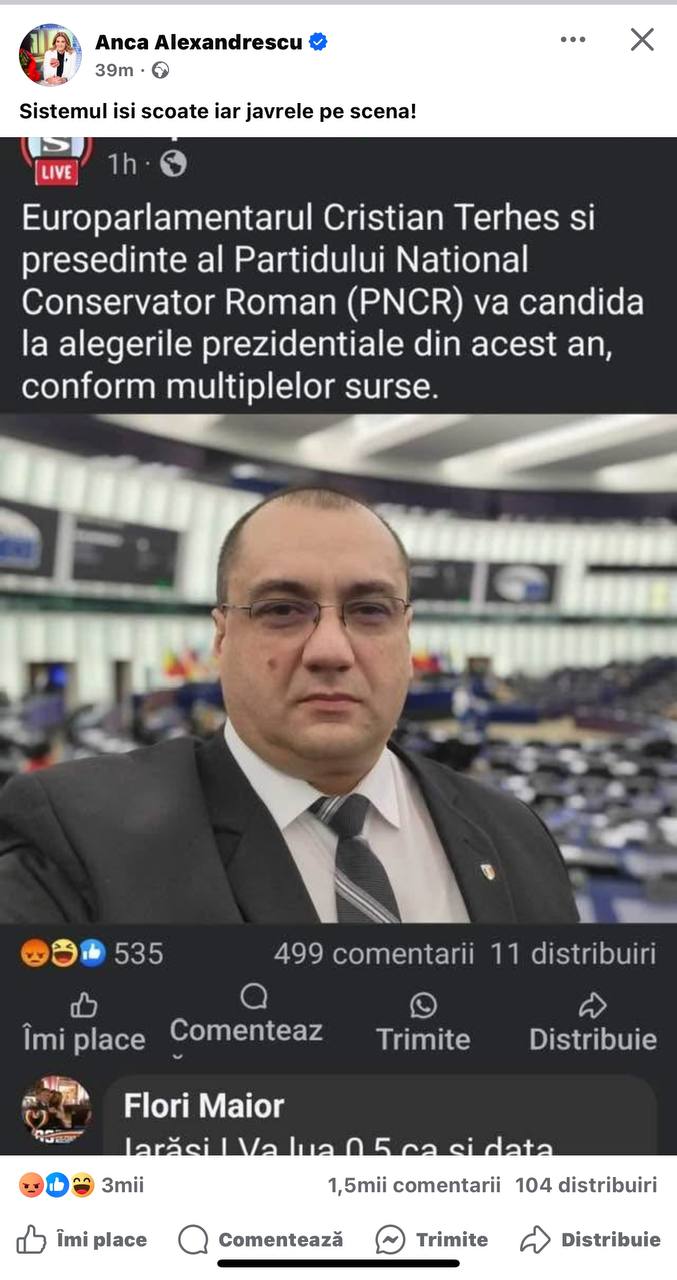 Anca Alexandrescu
39m ·
Sistemul isi scoate iar javrele pe scena!
S
LIVE
1h ·
Europarlamentarul Cristian Terhes si
presedinte al Partidului National
Conservator Roman (PNCR) va candida
la alegerile prezidentiale din acest an,
conform multiplelor surse.
535
499 comentarii 11 distribuiri
Îmi place
Comentează
Trimite
Distribuie
Flori Maior
Iarăși ! Va lua 0,5 ca și data
3mii
1,5mii comentarii 104 distribuiri
Îmi place
Comentează
Trimite
Distribuie